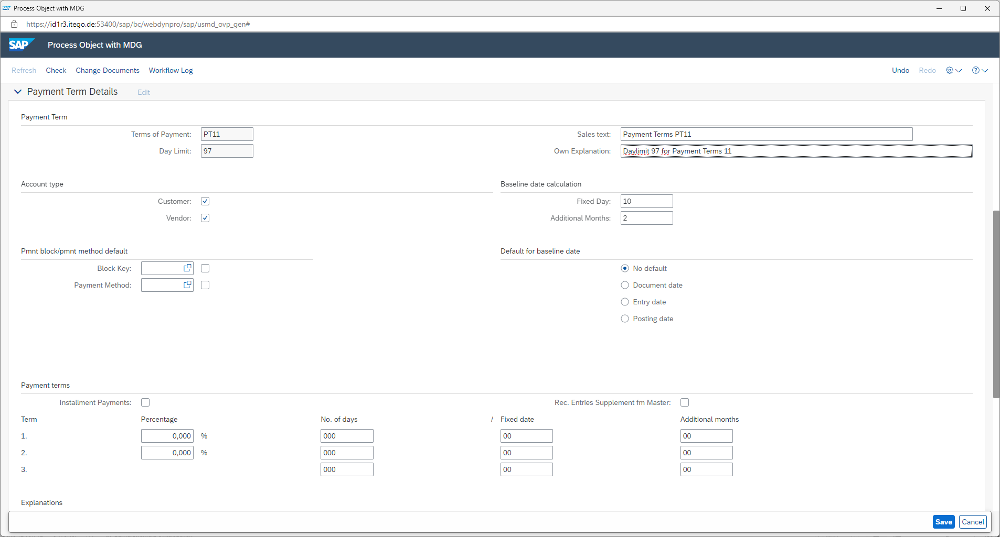 SAP Process Object with MDG
https://id1r3.itego.de:53400/sap/bc/webdynpro/sap/usmd_ovp_gen#
SAP Process Object with MDG
Refresh Check Change Documents Workflow Log Undo Redo
Payment Term Details Edit
Payment Term
Terms of Payment: PT11 Sales text: Payment Terms PT11
Day Limit: 97 Own Explanation: Daylimit 97 for Payment Terms 11
Account type Baseline date calculation
Customer: Fixed Day: 10
Vendor: Additional Months: 2
Pmnt block/pmnt method default Default for baseline date
Block Key: No default
Payment Method: Document date
Entry date
Posting date
Payment terms
Installment Payments: Rec. Entries Supplement fm Master:
Term Percentage No. of days / Fixed date Additional months
1. 0,000 % 000 00 00
2. 0,000 % 000 00 00
3. 000 00 00
Explanations
Save Cancel